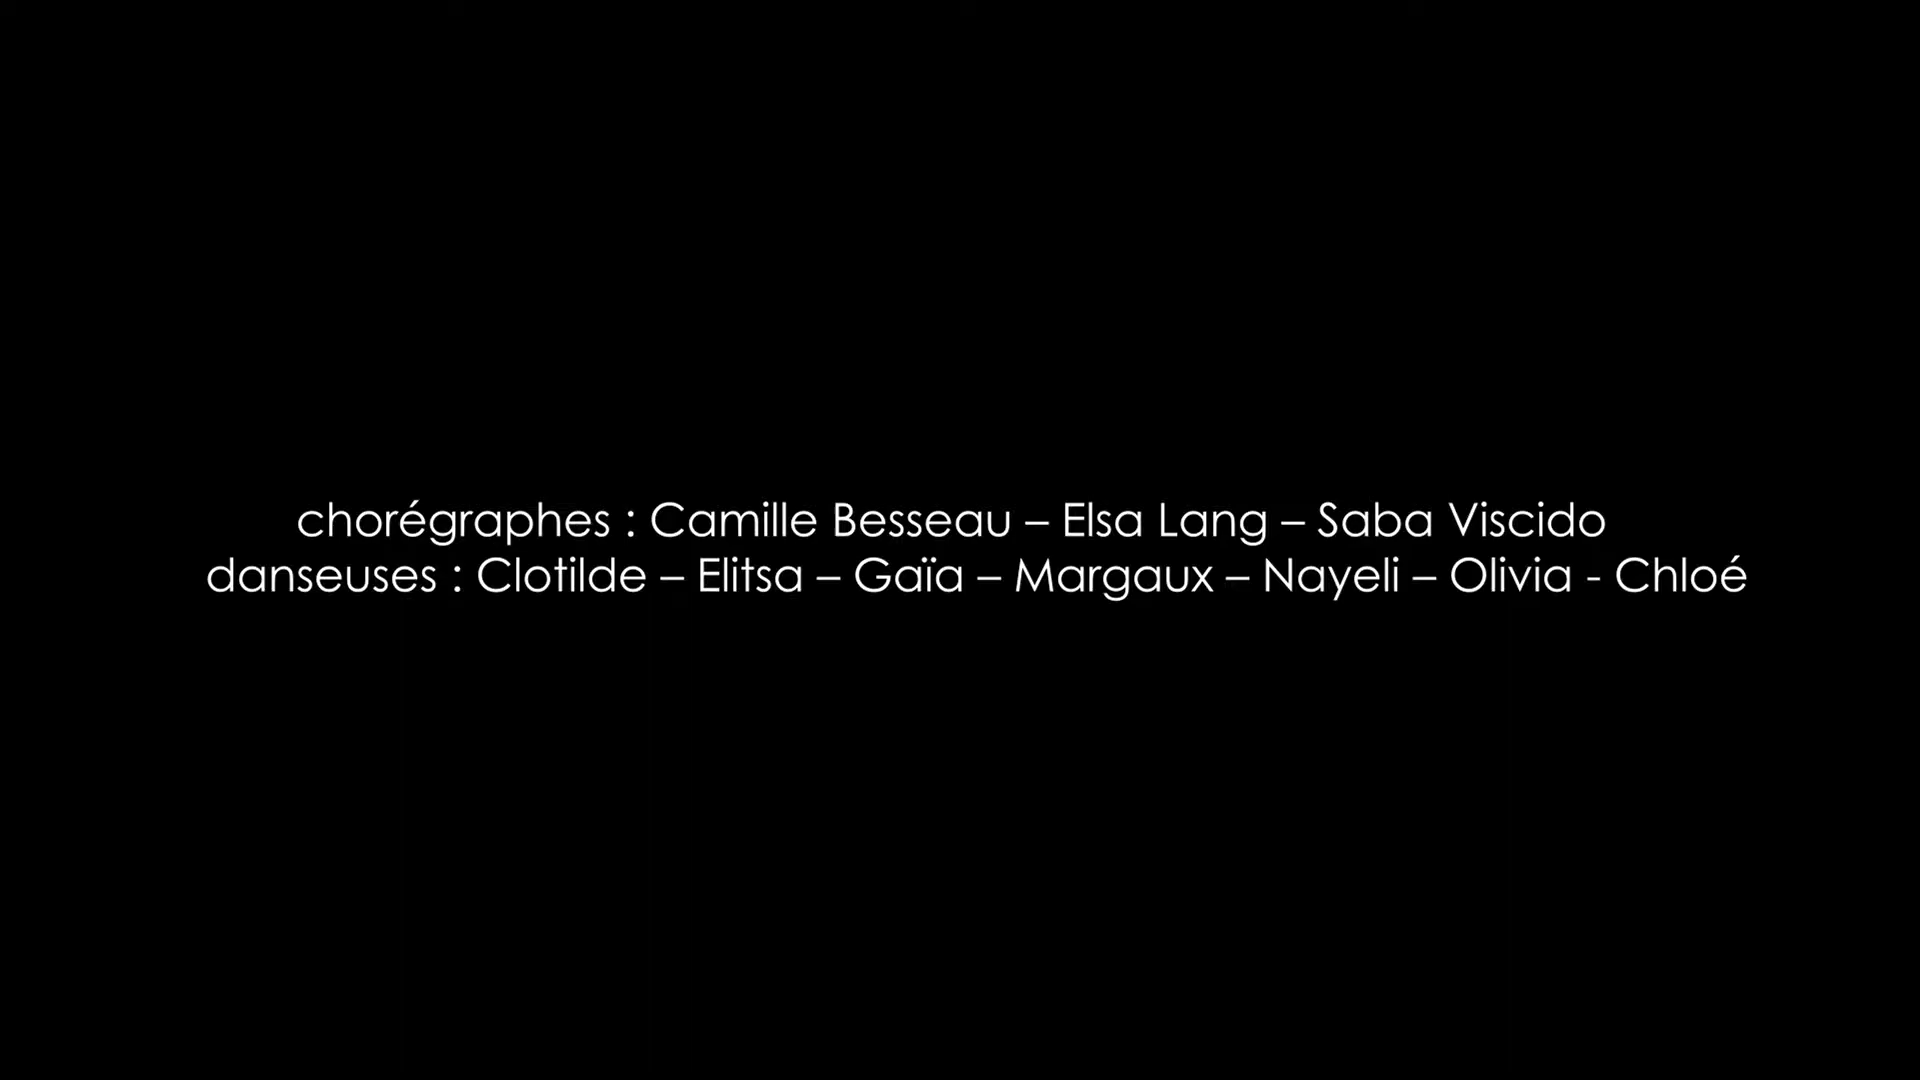 chorégraphes : Camille Besseau – Elsa Lang – Saba Viscido
danseuses : Clotilde – Elitsa – Gaïa – Margaux – Nayeli – Olivia - Chloé